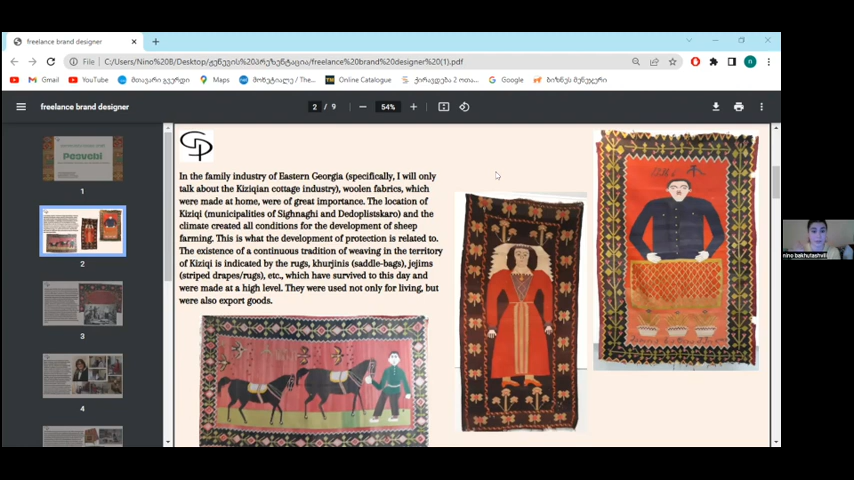 freelance brand designer
File C:/Users/Nino%20B/Desktop/ჟენევის%20პრეზენტაცია/freelance%20brand%20designer%20(1).pdf
n
Gmail
YouTube
მთავარი გვერდი
Maps
TNI
Online Catalogue
Google
ბიზნეს მენეჯერი
freelance brand designer
2 / 9
54%
1
2
3
4
In the family industry of Eastern Georgia (specifically, I will only
talk about the Kiziqian cottage industry), woolen fabrics, which
were made at home, were of great importance. The location of
Kiziqi (municipalities of Sighnaghi and Dedoplistskaro) and the
climate created all conditions for the development of sheep
farming. This is what the development of protection is related to.
The existence of a continuous tradition of weaving in the territory
of Kiziqi is indicated by the rugs, khurjinis (saddle-bags), jejims
(striped drapes/rugs), etc., which have survived to this day and
were made at a high level. They were used not only for living, but
were also export goods.
nino bakhutashvili